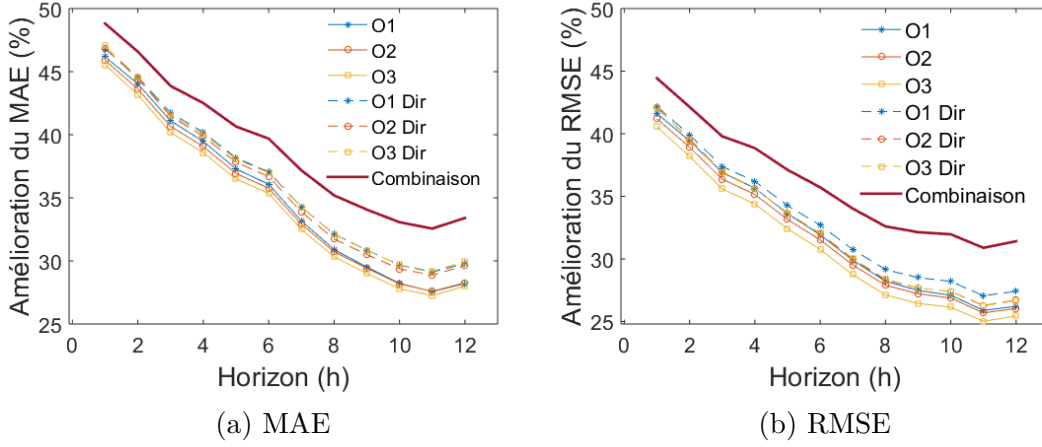 Amélioration du MAE (%)
50
45
40
35
30
25
0
2
4
6
8
10
12
Horizon (h)
O1
O2
O3
O1 Dir
O2 Dir
O3 Dir
Combinaison
(a) MAE
Amélioration du RMSE (%)
50
45
40
35
30
25
0
2
4
6
8
10
12
Horizon (h)
O1
O2
O3
O1 Dir
O2 Dir
O3 Dir
Combinaison
(b) RMSE